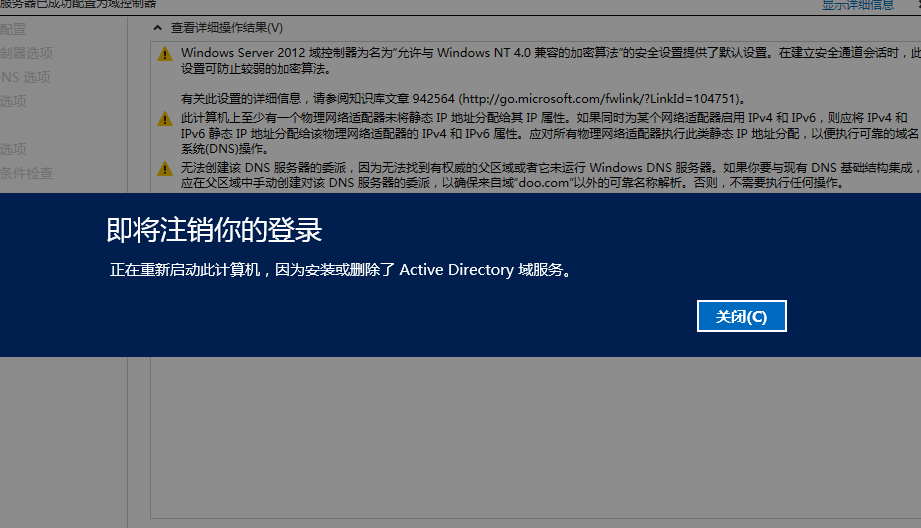 服务器已成功配置为域控制器
显示详细信息
配置
制器选项
NS 选项
选项
选项
条件检查
查看详细操作结果(V)
Windows Server 2012 域控制器为名为"允许与 Windows NT 4.0 兼容的加密算法"的安全设置提供了默认设置。在建立安全通道会话时，此
设置可防止较弱的加密算法。
有关此设置的详细信息，请参阅知识库文章 942564 (http://go.microsoft.com/fwlink/?LinkId=104751)。
此计算机上至少有一个物理网络适配器未将静态 IP 地址分配给其 IP 属性。如果同时为某个网络适配器启用 IPv4 和 IPv6，则应将 IPv4 和
IPv6 静态 IP 地址分配给该物理网络适配器的 IPv4 和 IPv6 属性。应对所有物理网络适配器执行此类静态 IP 地址分配，以便执行可靠的域名
系统(DNS)操作。
无法创建该 DNS 服务器的委派，因为无法找到有权威的父区域或者它未运行 Windows DNS 服务器。如果你要与现有 DNS 基础结构集成，
应在父区域中手动创建对该 DNS 服务器的委派，以确保来自"doo.com"以外的可靠名称解析。否则，不需要执行任何操作。
即将注销你的登录
正在重新启动此计算机，因为安装或删除了 Active Directory 域服务。
关闭(C)